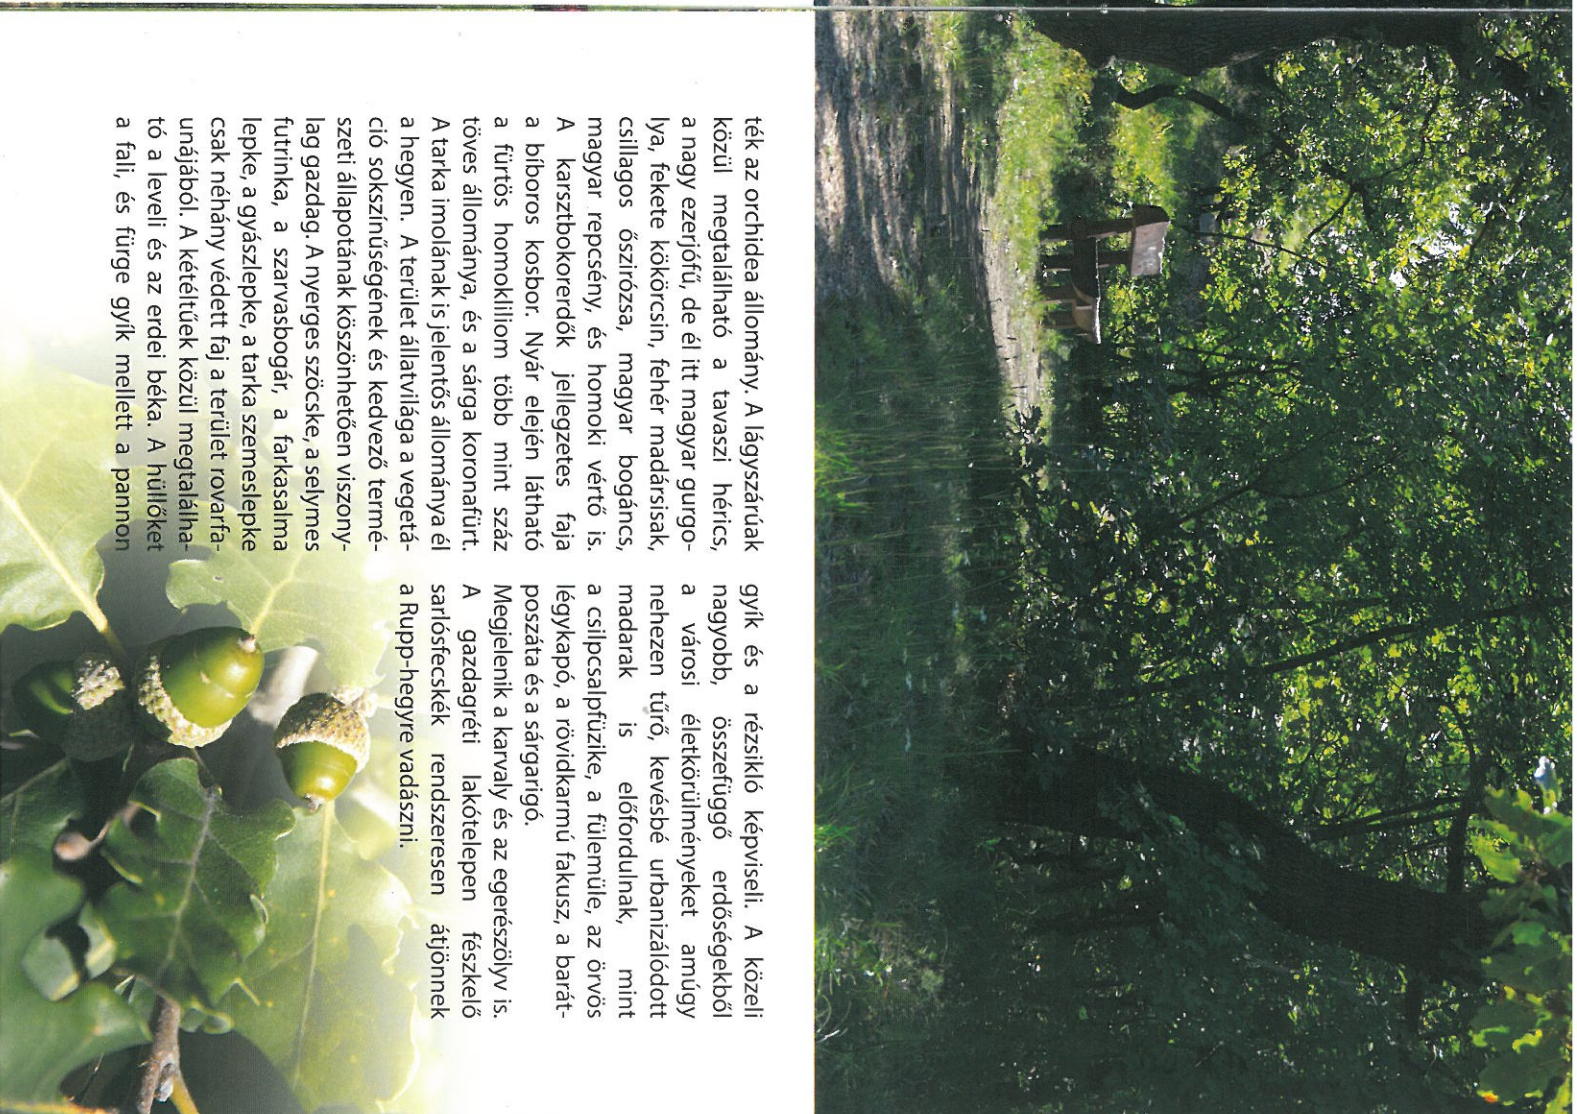 ték az orchidea állomány. A lágyszárúak
közül megtalálható a tavaszi hérics,
a nagy ezerjófű, de él itt magyar gurgo-
lya, fekete kökörcsin, fehér madársisak,
csillagos őszirózsa, magyar bogáncs,
magyar repcsény, és homoki vértő is.
A karsztbokorerdők jellegzetes faja
a bíboros kosbor. Nyár elején látható
a fürtös homokliliom több mint száz
töves állománya, és a sárga koronafürt.
A tarka imolának is jelentős állománya él
a hegyen. A terület állatvilága a vegetá-
ció sokszínűségének és kedvező termé-
szeti állapotának köszönhetően viszony-
lag gazdag. A nyerges szöcske, a selymes
futrinka, a szarvasbogár, a farkasalma
lepke, a gyászlepke, a tarka szemeslepke
csak néhány védett faj a terület rovarfa-
unájából. A kétéltűek közül megtalálha-
tó a leveli és az erdei béka. A hüllőket
a fali, és fürge gyík mellett a pannon
gyík és a rézsikló képviseli. A közeli
nagyobb, összefüggő erdőségekből
a városi életkörülményeket amúgy
nehezen tűrő, kevésbé urbanizálódott
madarak is előfordulnak, mint
a csilpcsalpfüzike, a fülemüle, az örvös
légykapó, a rövidkarmú fakusz, a barát-
poszáta és a sárgarigó.
Megjelenik a karvaly és az egerészölyv is.
A gazdagréti lakótelepen fészkelő
sarlósfecskék rendszeresen átjönnek
a Rupp-hegyre vadászni.